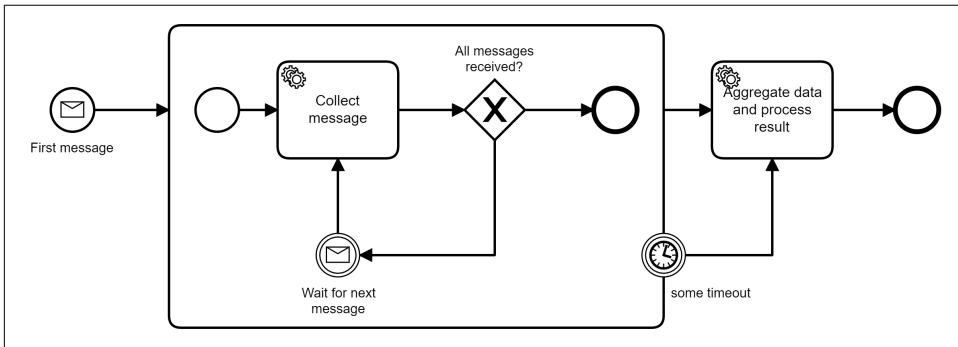 First message
Collect
message
All messages
received?
Wait for next
message
some timeout
Aggregate data
and process
result